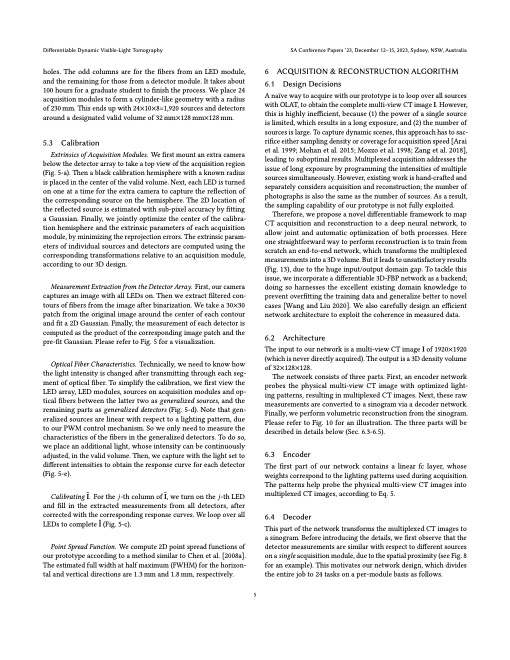 Differentiable Dynamic Visible-Light Tomography
SA Conference Papers '23, December 12–15, 2023, Sydney, NSW, Australia
holes. The odd columns are for the fibers from an LED module,
and the remaining for those from a detector module. It takes about
100 hours for a graduate student to finish the process. We place 24
acquisition modules to form a cylinder-like geometry with a radius
of 230 mm. This ends up with 24×10×8=1,920 sources and detectors
around a designated valid volume of 32 mm×128 mm×128 mm.
5.3 Calibration
Extrinsics of Acquisition Modules. We first mount an extra camera
below the detector array to take a top view of the acquisition region
(Fig. 5-a). Then a black calibration hemisphere with a known radius
is placed in the center of the valid volume. Next, each LED is turned
on one at a time for the extra camera to capture the reflection of
the corresponding source on the hemisphere. The 2D location of
the reflected source is estimated with sub-pixel accuracy by fitting
a Gaussian. Finally, we jointly optimize the center of the calibra-
tion hemisphere and the extrinsic parameters of each acquisition
module, by minimizing the reprojection errors. The extrinsic param-
eters of individual sources and detectors are computed using the
corresponding transformations relative to an acquisition module,
according to our 3D design.
Measurement Extraction from the Detector Array. First, our camera
captures an image with all LEDs on. Then we extract filtered con-
tours of fibers from the image after binarization. We take a 30×30
patch from the original image around the center of each contour
and fit a 2D Gaussian. Finally, the measurement of each detector is
computed as the product of the corresponding image patch and the
pre-fit Gaussian. Please refer to Fig. 5 for a visualization.
Optical Fiber Characteristics. Technically, we need to know how
the light intensity is changed after transmitting through each seg-
ment of optical fiber. To simplify the calibration, we first view the
LED array, LED modules, sources on acquisition modules and op-
tical fibers between the latter two as generalized sources, and the
remaining parts as generalized detectors (Fig. 5-d). Note that gen-
eralized sources are linear with respect to a lighting pattern, due
to our PWM control mechanism. So we only need to measure the
characteristics of the fibers in the generalized detectors. To do so,
we place an additional light, whose intensity can be continuously
adjusted, in the valid volume. Then, we capture with the light set to
different intensities to obtain the response curve for each detector
(Fig. 5-e).
Calibrating Ī. For the j-th column of Ī, we turn on the j-th LED
and fill in the extracted measurements from all detectors, after
corrected with the corresponding response curves. We loop over all
LEDs to complete Ī (Fig. 5-c).
Point Spread Function. We compute 2D point spread functions of
our prototype according to a method similar to Chen et al. [2008a].
The estimated full width at half maximum (FWHM) for the horizon-
tal and vertical directions are 1.3 mm and 1.8 mm, respectively.
6 ACQUISITION & RECONSTRUCTION ALGORITHM
6.1 Design Decisions
A naïve way to acquire with our prototype is to loop over all sources
with OLAT, to obtain the complete multi-view CT image I. However,
this is highly inefficient, because (1) the power of a single source
is limited, which results in a long exposure, and (2) the number of
sources is large. To capture dynamic scenes, this approach has to sac-
rifice either sampling density or coverage for acquisition speed [Arai
et al. 1999; Mohan et al. 2015; Mozzo et al. 1998; Zang et al. 2018],
leading to suboptimal results. Multiplexed acquisition addresses the
issue of long exposure by programming the intensities of multiple
sources simultaneously. However, existing work is hand-crafted and
separately considers acquisition and reconstruction; the number of
photographs is also the same as the number of sources. As a result,
the sampling capability of our prototype is not fully exploited.
Therefore, we propose a novel differentiable framework to map
CT acquisition and reconstruction to a deep neural network, to
allow joint and automatic optimization of both processes. Here
one straightforward way to perform reconstruction is to train from
scratch an end-to-end network, which transforms the multiplexed
measurements into a 3D volume. But it leads to unsatisfactory results
(Fig. 13), due to the huge input/output domain gap. To tackle this
issue, we incorporate a differentiable 3D-FBP network as a backend;
doing so harnesses the excellent existing domain knowledge to
prevent overfitting the training data and generalize better to novel
cases [Wang and Liu 2020]. We also carefully design an efficient
network architecture to exploit the coherence in measured data.
6.2 Architecture
The input to our network is a multi-view CT image I of 1920×1920
(which is never directly acquired). The output is a 3D density volume
of 32×128×128.
The network consists of three parts. First, an encoder network
probes the physical multi-view CT image with optimized light-
ing patterns, resulting in multiplexed CT images. Next, these raw
measurements are converted to a sinogram via a decoder network.
Finally, we perform volumetric reconstruction from the sinogram.
Please refer to Fig. 10 for an illustration. The three parts will be
described in details below (Sec. 6.3-6.5).
6.3 Encoder
The first part of our network contains a linear fc layer, whose
weights correspond to the lighting patterns used during acquisition.
The patterns help probe the physical multi-view CT images into
multiplexed CT images, according to Eq. 5.
6.4 Decoder
This part of the network transforms the multiplexed CT images to
a sinogram. Before introducing the details, we first observe that the
detector measurements are similar with respect to different sources
on a single acquisition module, due to the spatial proximity (see Fig. 8
for an example). This motivates our network design, which divides
the entire job to 24 tasks on a per-module basis as follows.
5